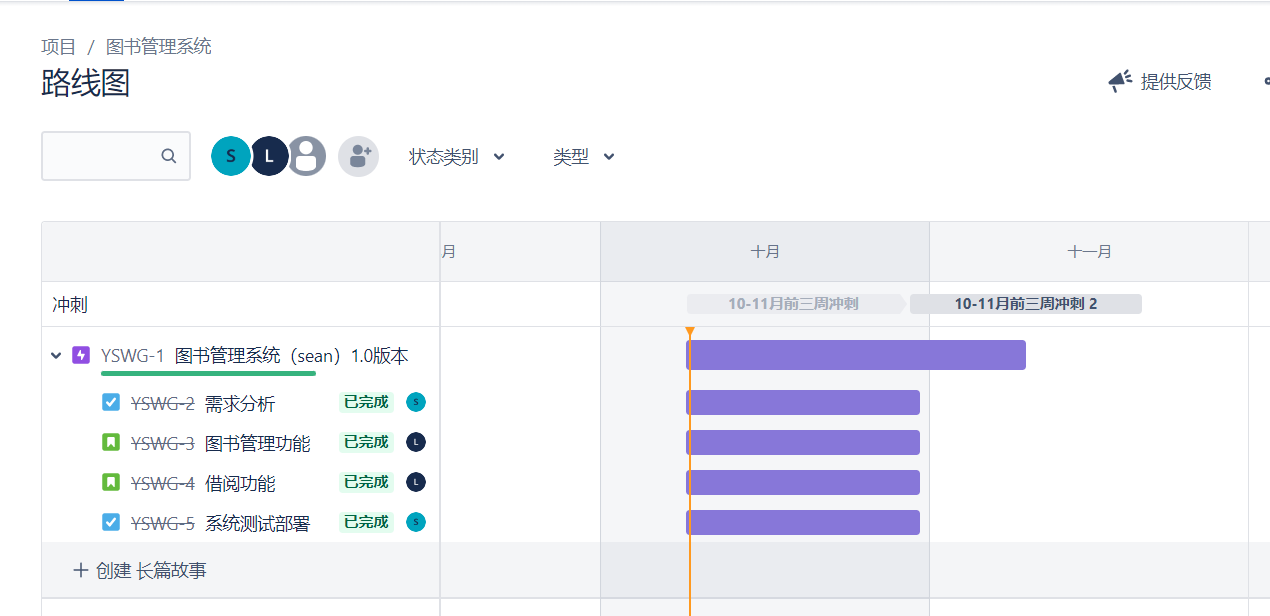 项目 / 图书管理系统
路线图
提供反馈
S L 状态类别 类型
月 十月 十一月
冲刺 10-11月前三周冲刺 10-11月前三周冲刺 2
YSWG-1 图书管理系统（sean）1.0版本
YSWG-2 需求分析 已完成 S
YSWG-3 图书管理功能 已完成 L
YSWG-4 借阅功能 已完成 L
YSWG-5 系统测试部署 已完成 S
+ 创建 长篇故事